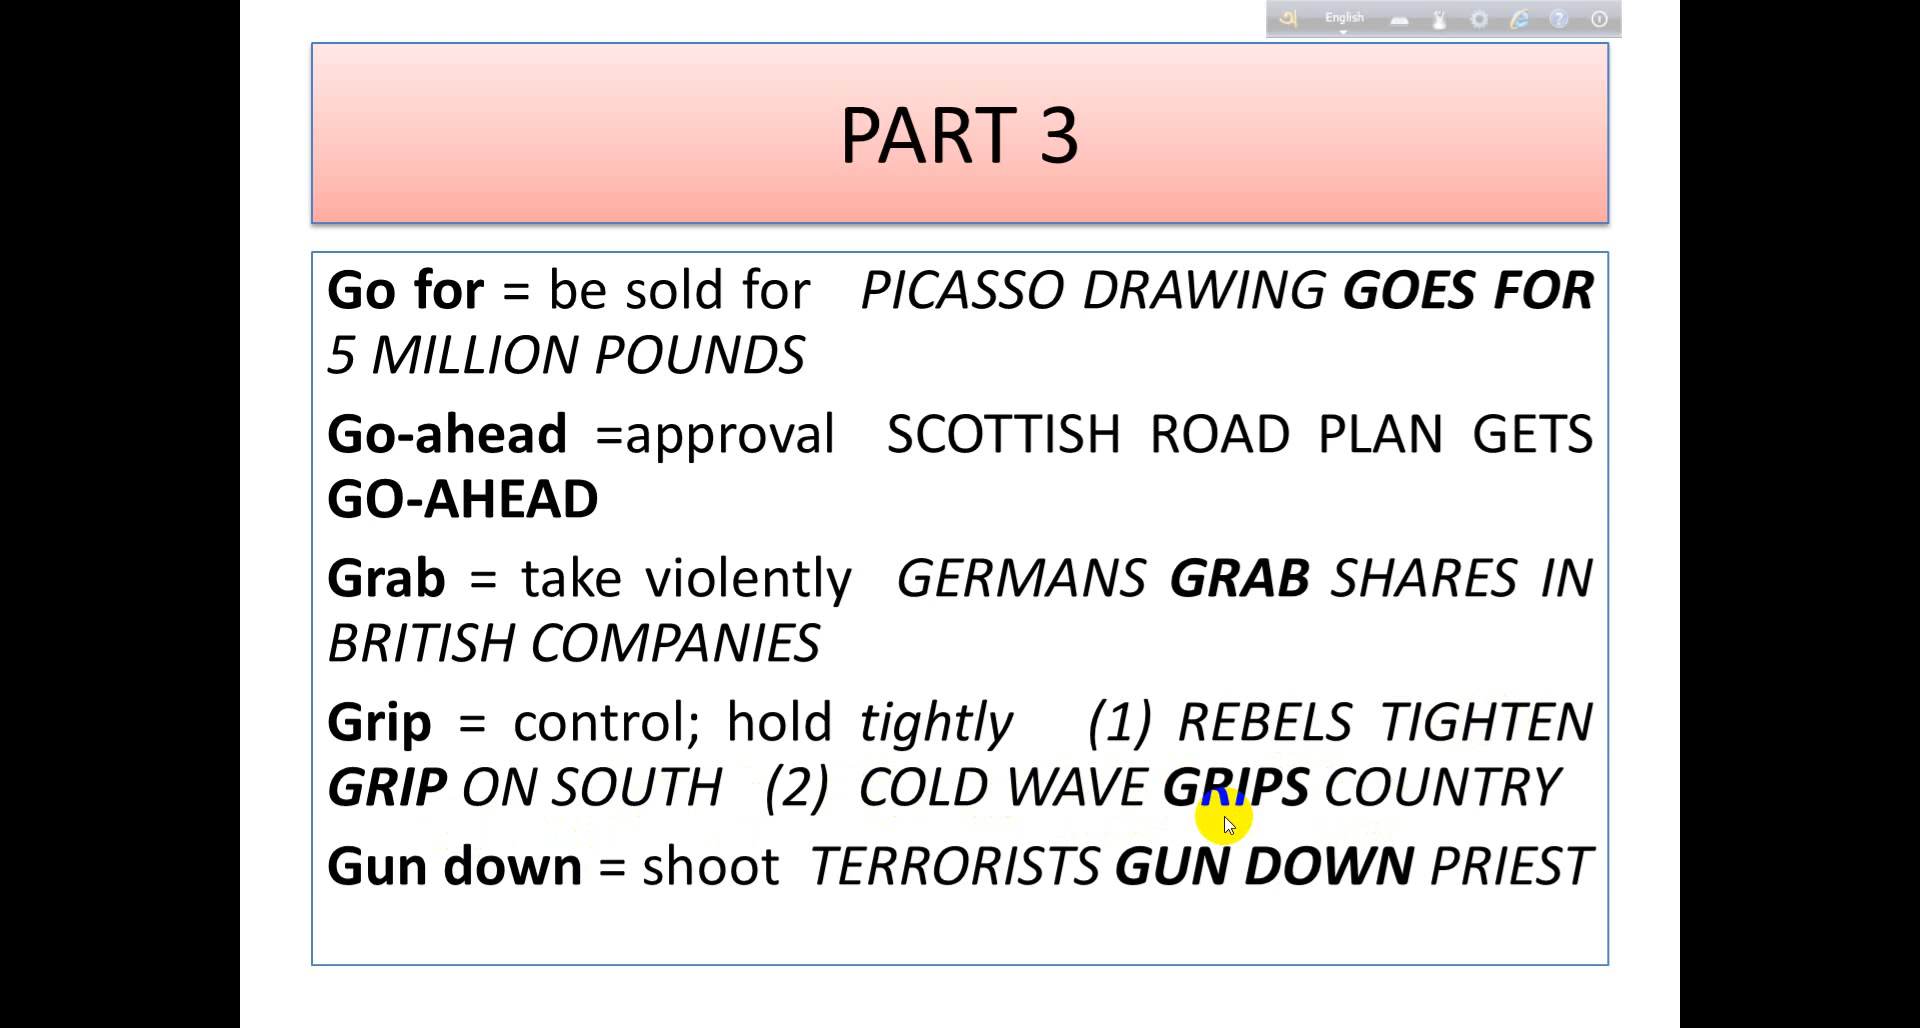 English
PART 3
Go for = be sold for PICASSO DRAWING GOES FOR
5 MILLION POUNDS
Go-ahead =approval SCOTTISH ROAD PLAN GETS
GO-AHEAD
Grab = take violently GERMANS GRAB SHARES IN
BRITISH COMPANIES
Grip = control; hold tightly (1) REBELS TIGHTEN
GRIP ON SOUTH (2) COLD WAVE GRIPS COUNTRY
Gun down = shoot TERRORISTS GUN DOWN PRIEST